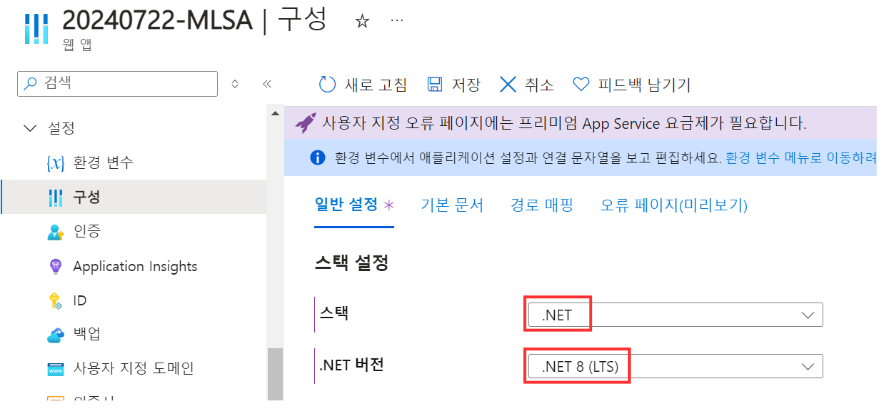 20240722-MLSA | 구성 ☆ ···
웹 앱
검색
새로 고침 저장 취소 피드백 남기기
사용자 지정 오류 페이지에는 프리미엄 App Service 요금제가 필요합니다.
환경 변수에서 애플리케이션 설정과 연결 문자열을 보고 편집하세요. 환경 변수 메뉴로 이동하려
설정
환경 변수
구성
인증
Application Insights
ID
백업
사용자 지정 도메인
일반 설정 * 기본 문서 경로 매핑 오류 페이지(미리보기)
스택 설정
스택 .NET
.NET 버전 .NET 8 (LTS)